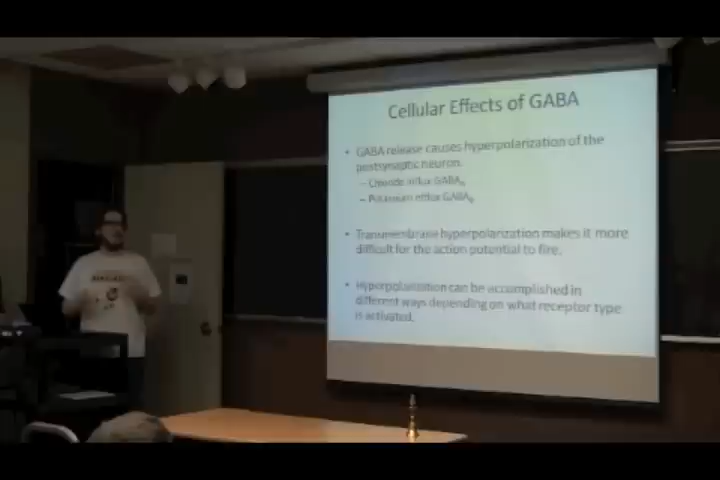 Cellular Effects of GABA
• GABA release causes hyperpolarization of the
postsynaptic neuron.
– Chloride influx GABA
– Potassium efflux GABA
• Transmembrane hyperpolarization makes it more
difficult for the action potential to fire.
• Hyperpolarization can be accomplished in
different ways depending on what receptor type
is activated.